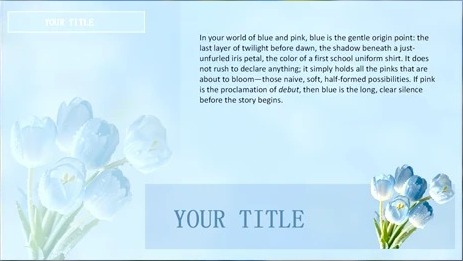 YOUR TITLE
In your world of blue and pink, blue is the gentle origin point: the
last layer of twilight before dawn, the shadow beneath a just-
unfurled iris petal, the color of a first school uniform shirt. It does
not rush to declare anything; it simply holds all the pinks that are
about to bloom—those naive, soft, half-formed possibilities. If pink
is the proclamation of debut, then blue is the long, clear silence
before the story begins.
YOUR TITLE